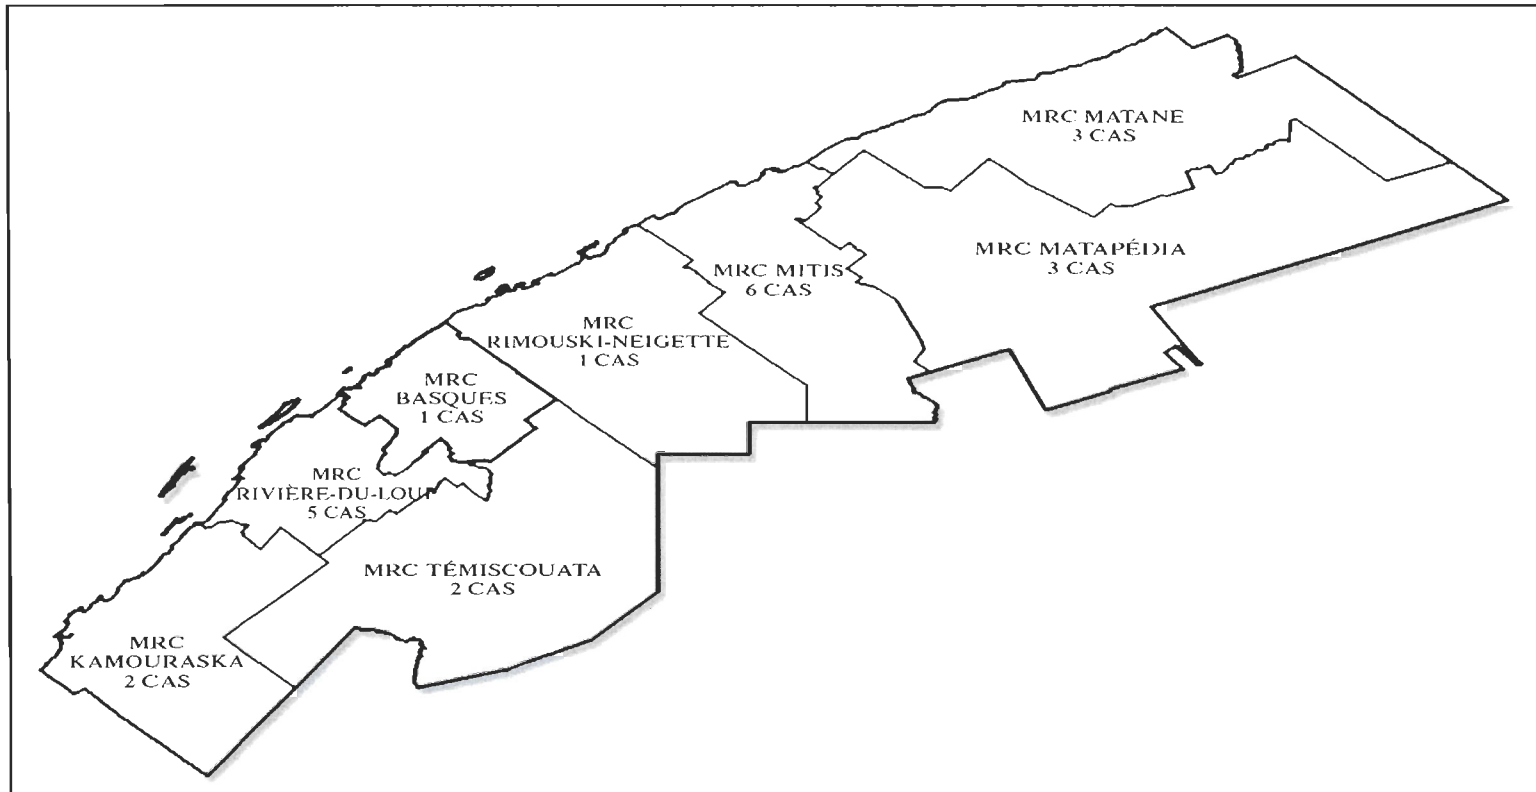 MRC MATANE
3 CAS
MRC MATAPÉDIA
3 CAS
MRC MITIS
6 CAS
MRC
RIMOUSKI-NEIGETTE
1 CAS
MRC
BASQUES
1 CAS
MRC
RIVIÈRE-DU-LOUP
5 CAS
MRC TÉMISCOUATA
2 CAS
MRC
KAMOURASKA
2 CAS